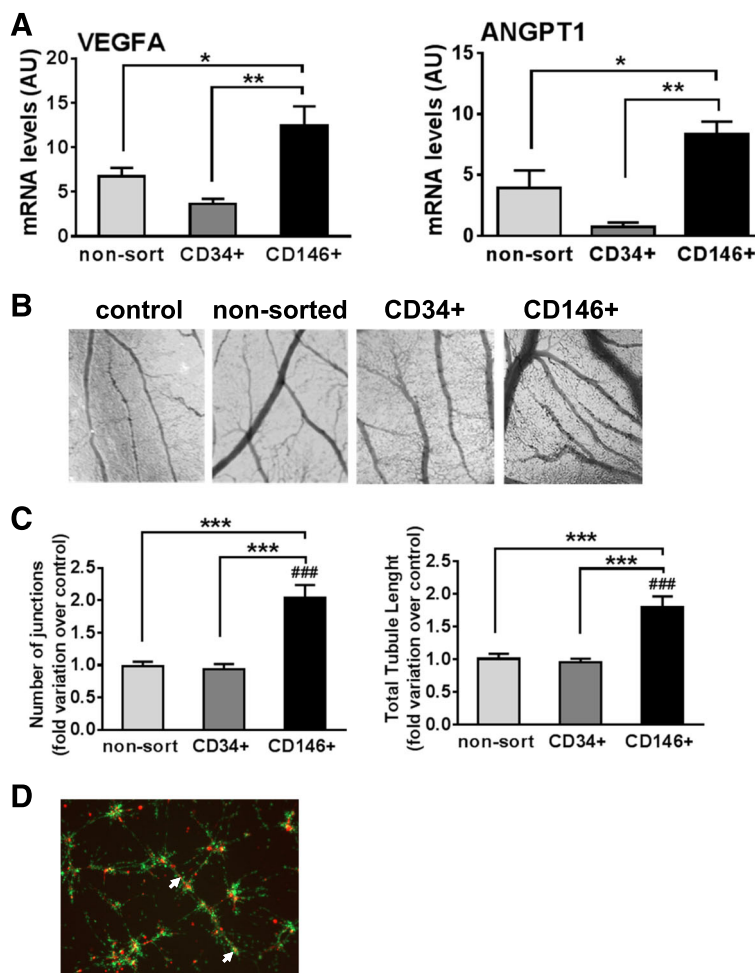 A
VEGFA
mRNA levels (AU)
20
15
10
5
0
*
**
non-sort CD34+ CD146+
ANGPT1
mRNA levels (AU)
15
10
5
0
*
**
non-sort CD34+ CD146+
B
control non-sorted CD34+ CD146+
C
Number of junctions
(fold variation over control)
2.5
2.0
1.5
1.0
0.5
0.0
***
***
###
non-sort CD34+ CD146+
Total Tubule Lenght
(fold variation over control)
2.5
2.0
1.5
1.0
0.5
0.0
***
***
###
non-sort CD34+ CD146+
D